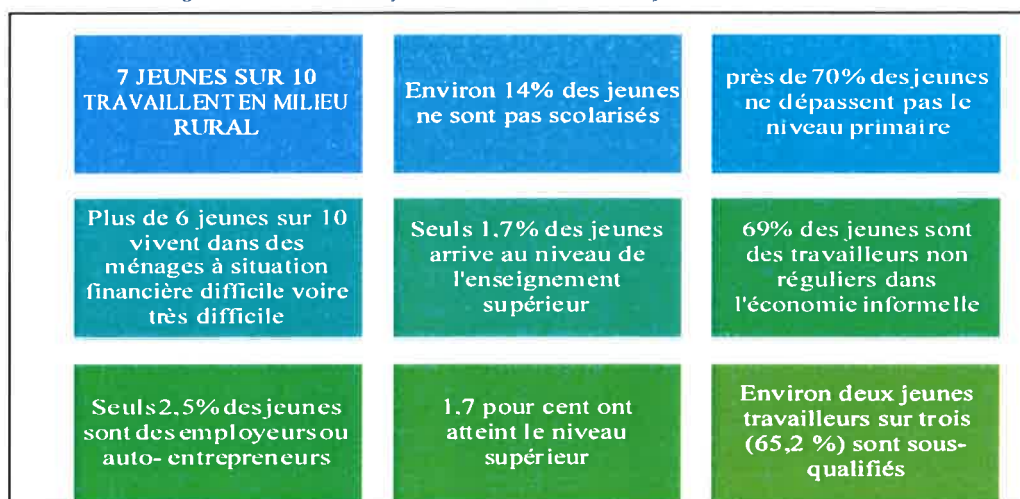 7 JEUNES SUR 10
TRAVAILLENT EN MILIEU
RURAL
Environ 14% des jeunes
ne sont pas scolarisés
près de 70% des jeunes
ne dépassent pas le
niveau primaire
Plus de 6 jeunes sur 10
vivent dans des
ménages à situation
financière difficile voire
très difficile
Seuls 1,7% des jeunes
arrive au niveau de
l'enseignement
supérieur
69% des jeunes sont
des travailleurs non
réguliers dans
l'économie informelle
Seuls 2,5% des jeunes
sont des employeurs ou
auto- entrepreneurs
1,7 pour cent ont
atteint le niveau
supérieur
Environ deux jeunes
travailleurs sur trois
(65,2 %) sont sous-
qualifiés